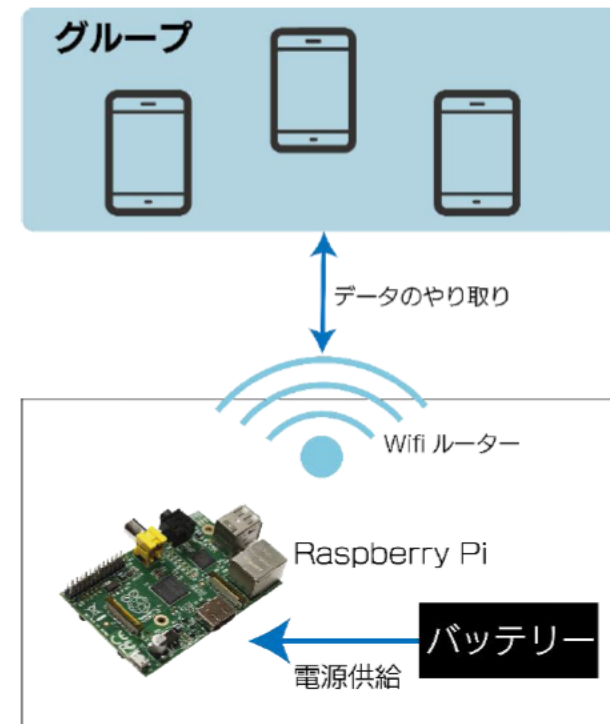 グループ
データのやり取り
Wifi ルーター
Raspberry Pi
バッテリー
電源供給